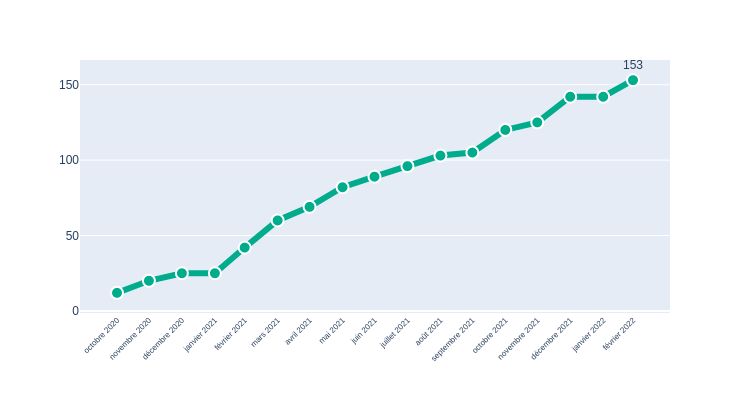 153
150
100
50
0
octobre 2020
novembre 2020
décembre 2020
janvier 2021
février 2021
mars 2021
avril 2021
mai 2021
juin 2021
juillet 2021
août 2021
septembre 2021
octobre 2021
novembre 2021
décembre 2021
janvier 2022
février 2022